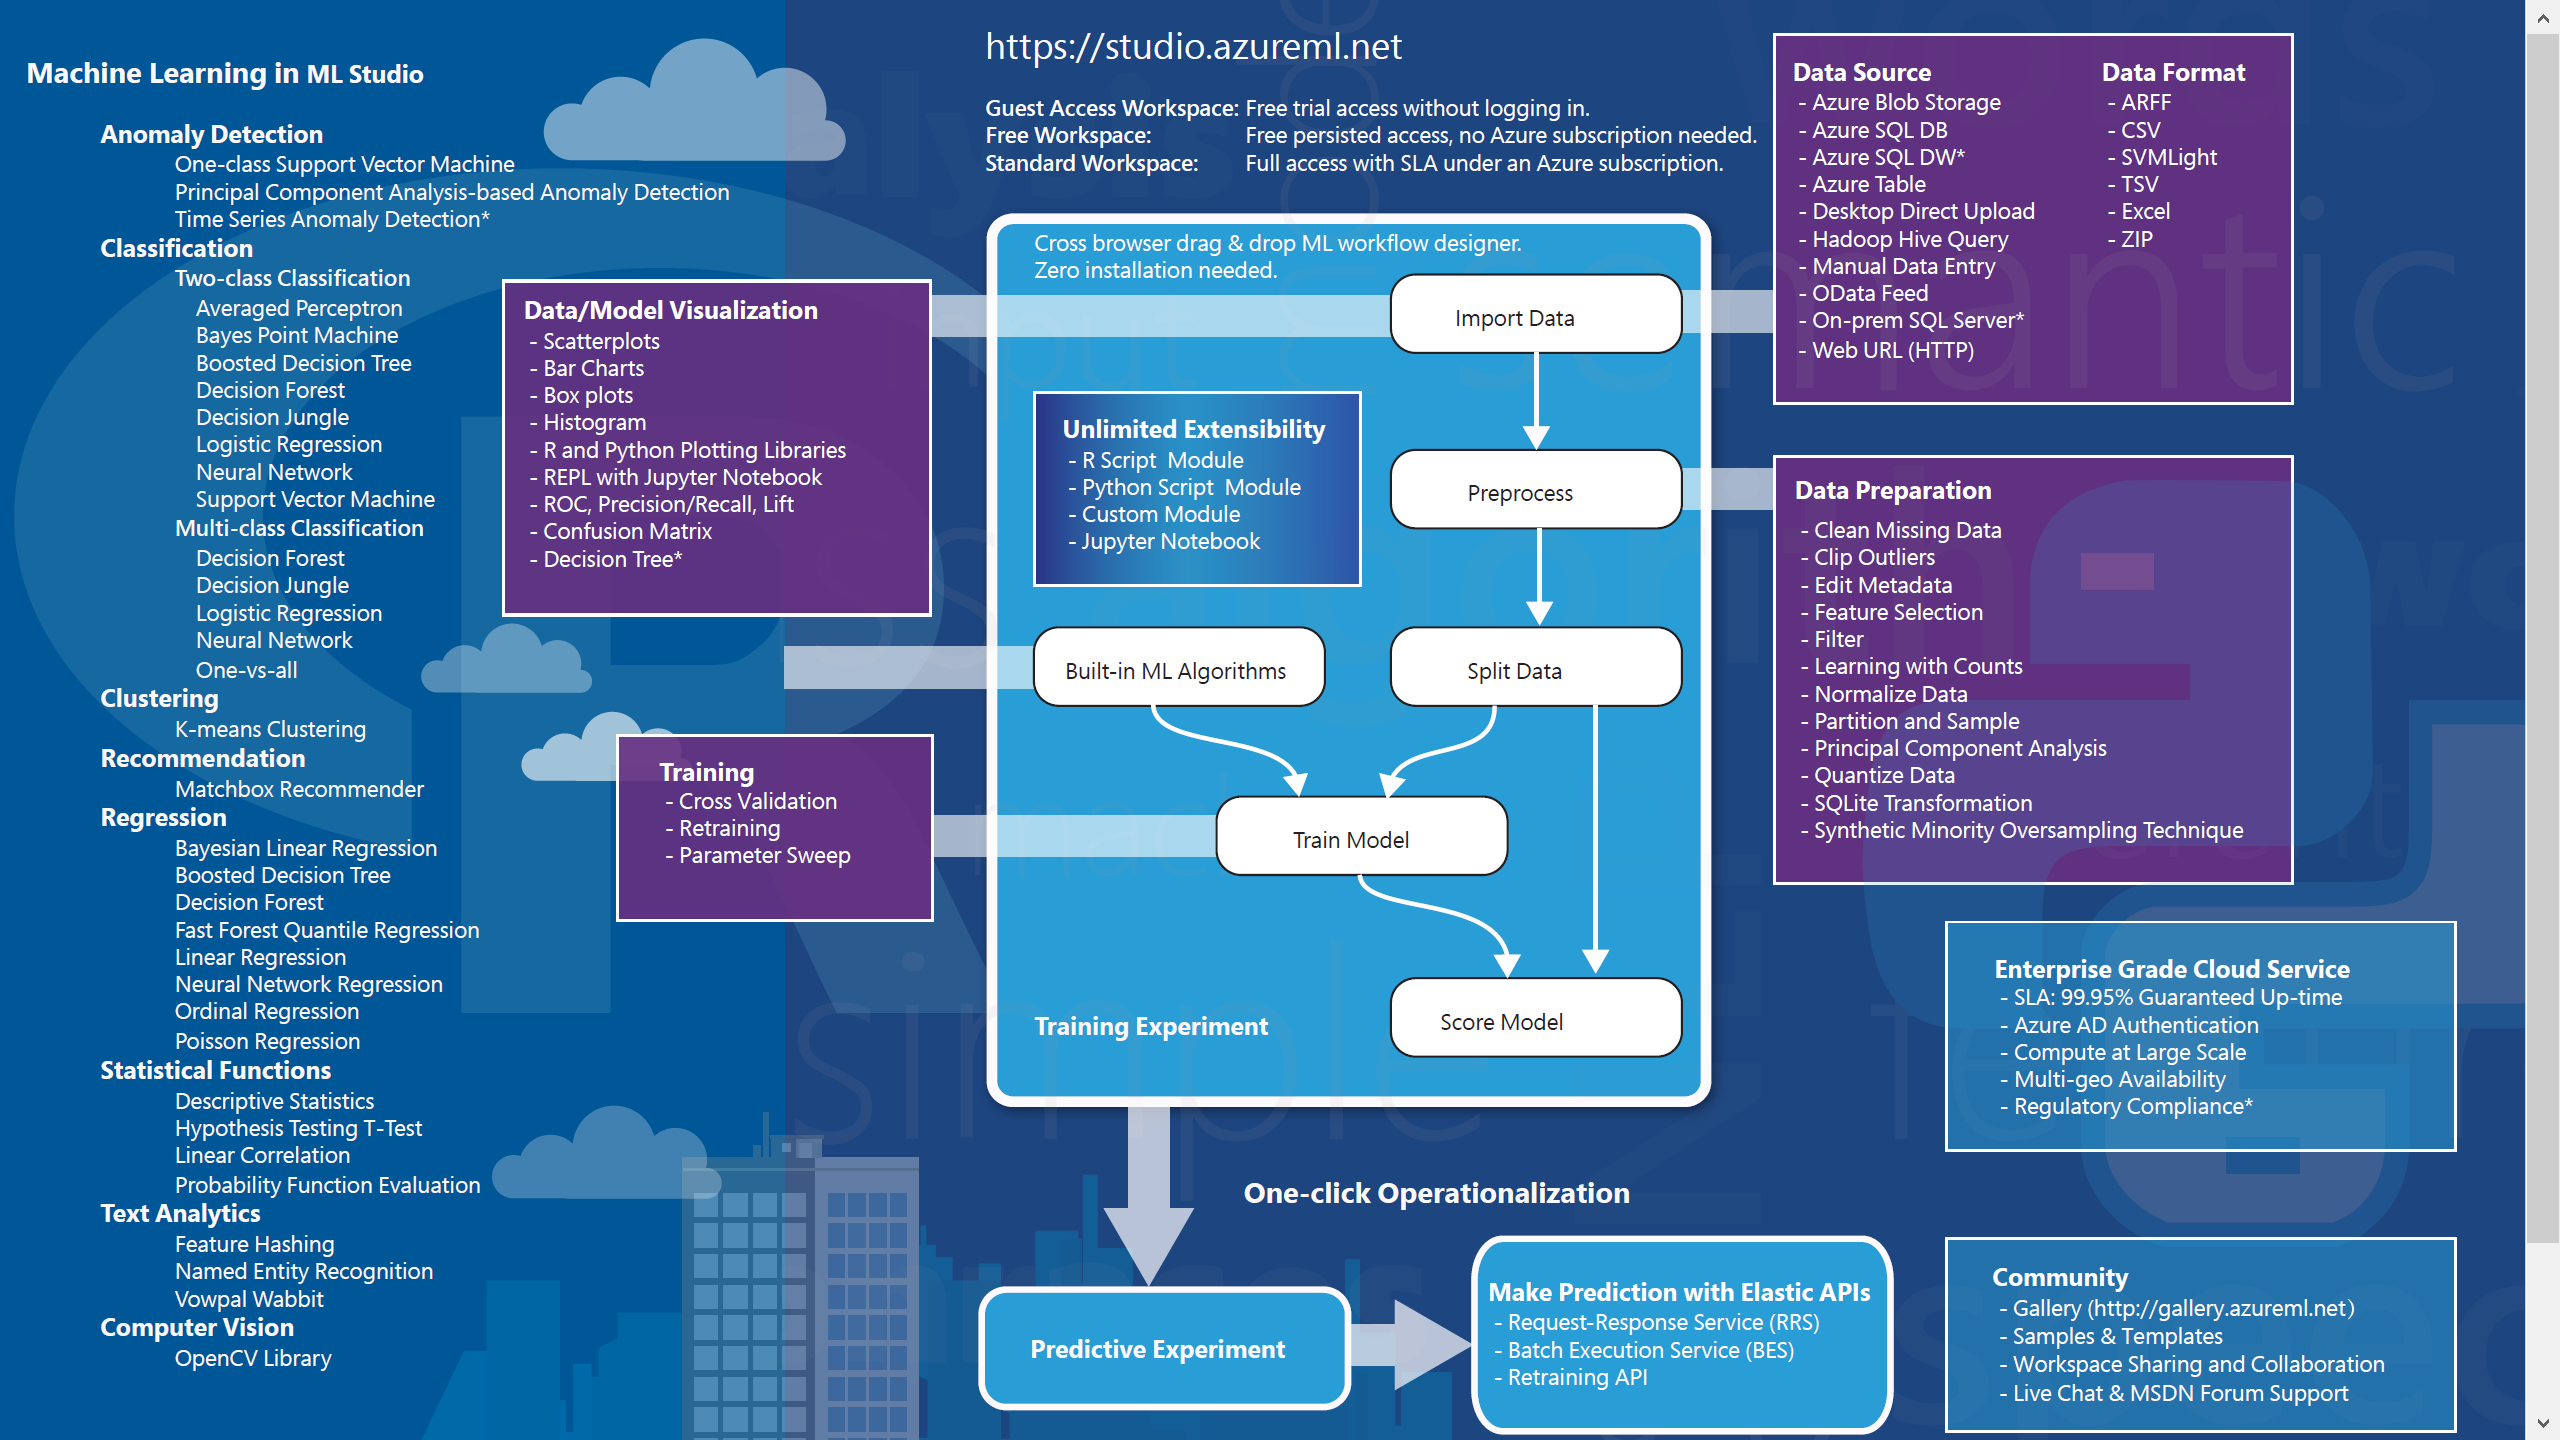 Machine Learning in ML Studio
Anomaly Detection
One-class Support Vector Machine
Principal Component Analysis-based Anomaly Detection
Time Series Anomaly Detection*
Classification
Two-class Classification
Averaged Perceptron
Bayes Point Machine
Boosted Decision Tree
Decision Forest
Decision Jungle
Logistic Regression
Neural Network
Support Vector Machine
Multi-class Classification
Decision Forest
Decision Jungle
Logistic Regression
Neural Network
One-vs-all
Clustering
K-means Clustering
Recommendation
Matchbox Recommender
Regression
Bayesian Linear Regression
Boosted Decision Tree
Decision Forest
Fast Forest Quantile Regression
Linear Regression
Neural Network Regression
Ordinal Regression
Poisson Regression
Statistical Functions
Descriptive Statistics
Hypothesis Testing T-Test
Linear Correlation
Probability Function Evaluation
Text Analytics
Feature Hashing
Named Entity Recognition
Vowpal Wabbit
Computer Vision
OpenCV Library
Data/Model Visualization
- Scatterplots
- Bar Charts
- Box plots
- Histogram
- R and Python Plotting Libraries
- REPL with Jupyter Notebook
- ROC, Precision/Recall, Lift
- Confusion Matrix
- Decision Tree*
Training
- Cross Validation
- Retraining
- Parameter Sweep
https://studio.azureml.net
Guest Access Workspace: Free trial access without logging in.
Free Workspace: Free persisted access, no Azure subscription needed.
Standard Workspace: Full access with SLA under an Azure subscription.
Cross browser drag & drop ML workflow designer.
Zero installation needed.
Import Data
Unlimited Extensibility
- R Script Module
- Python Script Module
- Custom Module
- Jupyter Notebook
Preprocess
Built-in ML Algorithms
Split Data
Train Model
Score Model
Training Experiment
One-click Operationalization
Predictive Experiment
Make Prediction with Elastic APIs
- Request-Response Service (RRS)
- Batch Execution Service (BES)
- Retraining API
Data Source
- Azure Blob Storage
- Azure SQL DB
- Azure SQL DW*
- Azure Table
- Desktop Direct Upload
- Hadoop Hive Query
- Manual Data Entry
- OData Feed
- On-prem SQL Server*
- Web URL (HTTP)
Data Format
- ARFF
- CSV
- SVMLight
- TSV
- Excel
- ZIP
Data Preparation
- Clean Missing Data
- Clip Outliers
- Edit Metadata
- Feature Selection
- Filter
- Learning with Counts
- Normalize Data
- Partition and Sample
- Principal Component Analysis
- Quantize Data
- SQLite Transformation
- Synthetic Minority Oversampling Technique
Enterprise Grade Cloud Service
- SLA: 99.95% Guaranteed Up-time
- Azure AD Authentication
- Compute at Large Scale
- Multi-geo Availability
- Regulatory Compliance*
Community
- Gallery (http://gallery.azureml.net)
- Samples & Templates
- Workspace Sharing and Collaboration
- Live Chat & MSDN Forum Support
semantic
input
simple